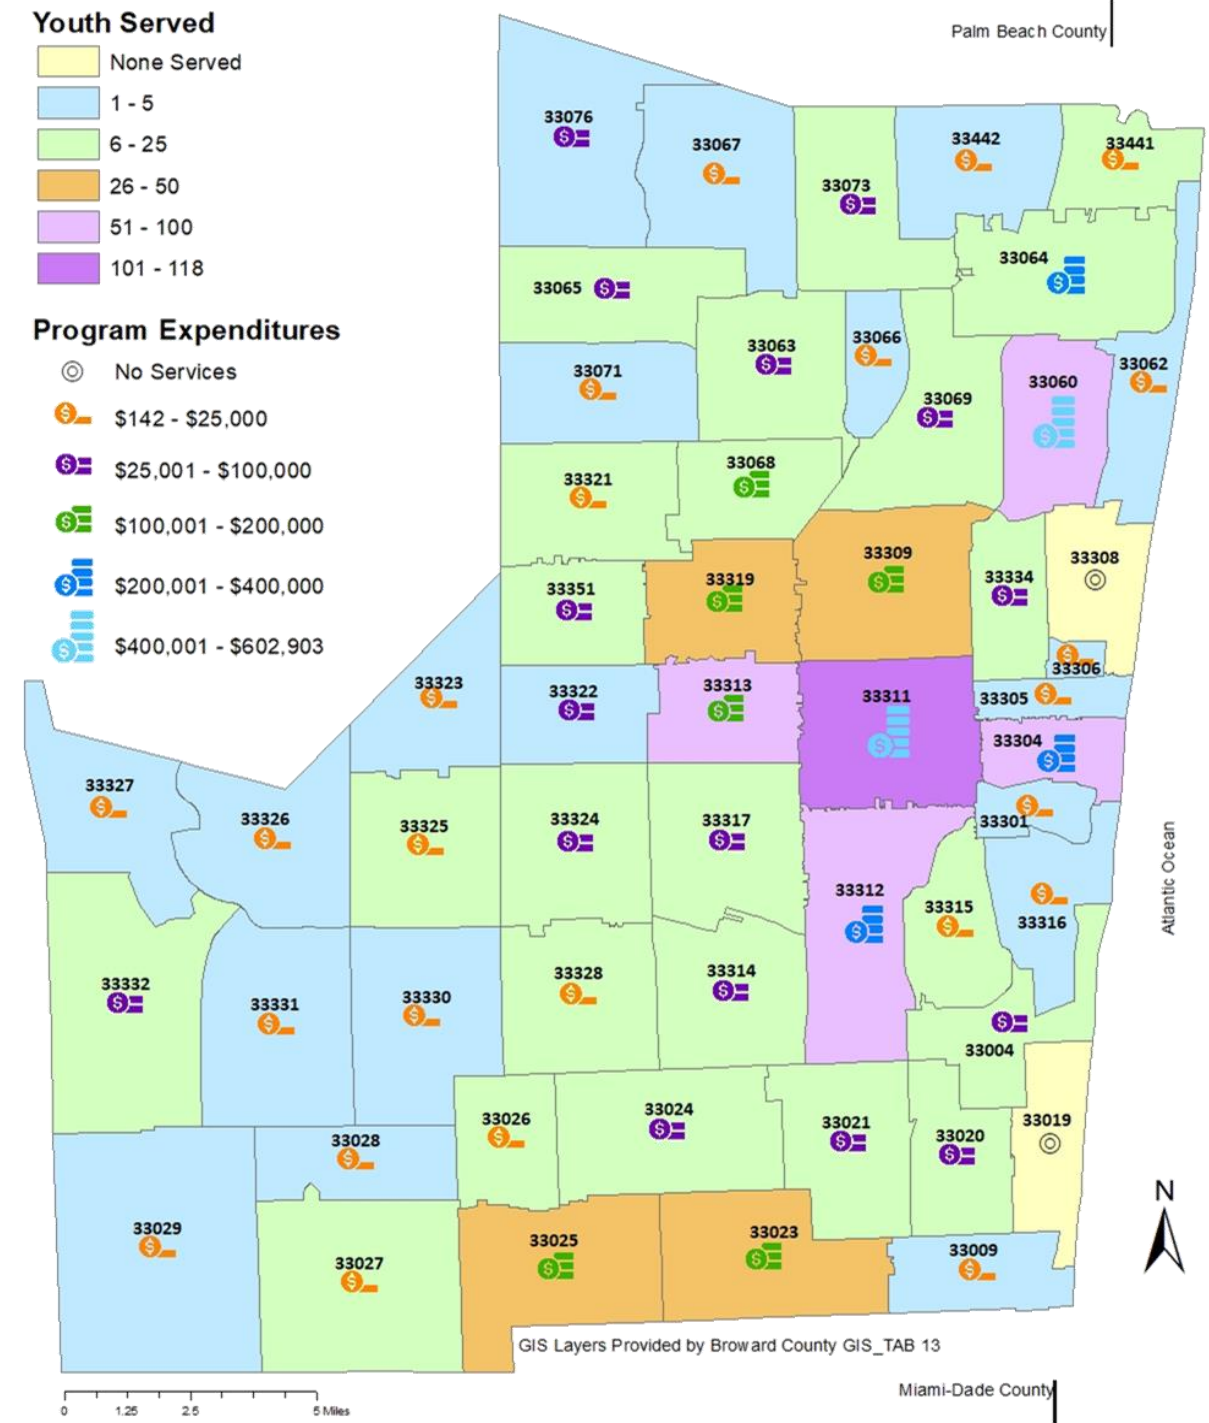 Youth Served
None Served
1 - 5
6 - 25
26 - 50
51 - 100
101 - 118
Program Expenditures
No Services
$142 - $25,000
$25,001 - $100,000
$100,001 - $200,000
$200,001 - $400,000
$400,001 - $602,903
Palm Beach County
33076
33067
33442
33441
33073
33064
33065
33063
33066
33062
33071
33060
33069
33068
33321
33309
33308
33319
33334
33351
33306
33323
33322
33313
33311
33305
33304
33327
33326
33325
33324
33317
33301
33312
33315
33316
Atlantic Ocean
33332
33331
33330
33328
33314
33004
33026
33024
33021
33020
33019
33028
33029
33027
33025
33023
33009
N
GIS Layers Provided by Broward County GIS_TAB 13
Miami-Dade County
0 1.25 2.5 5 Miles